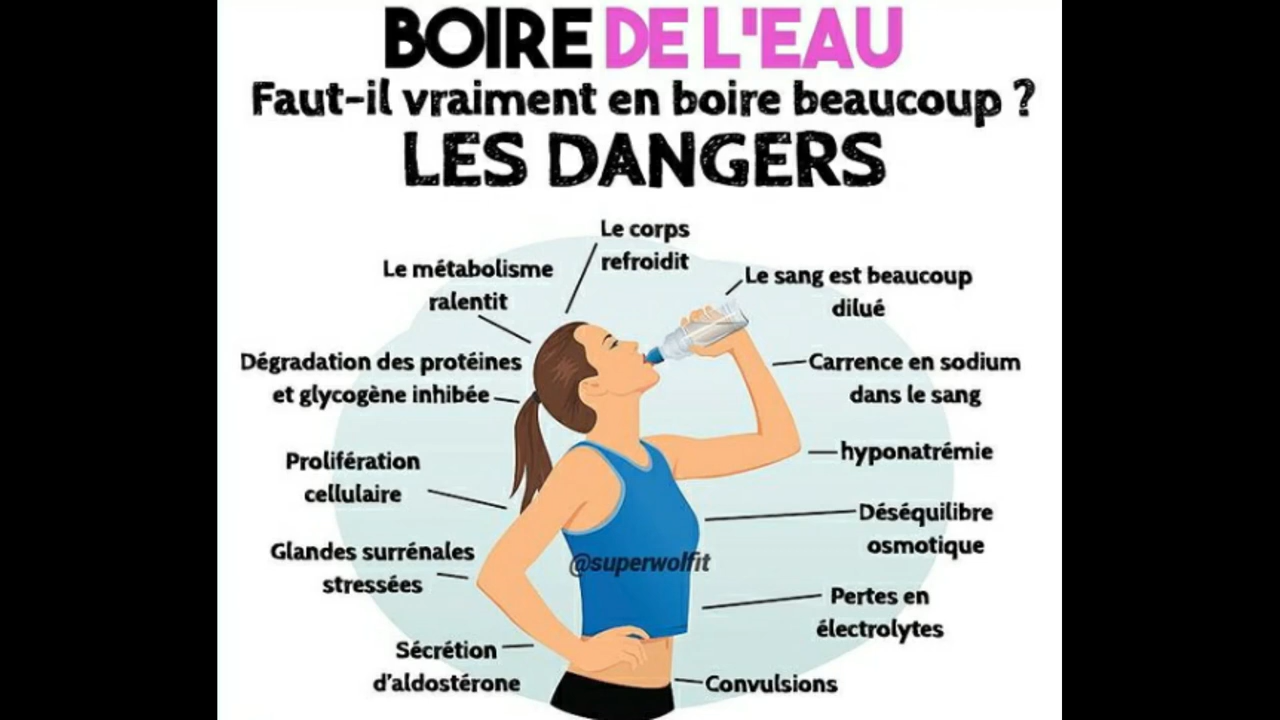 BOIRE DE L'EAU
Faut-il vraiment en boire beaucoup ?
LES DANGERS
Le corps
refroidit
Le métabolisme
ralentit
Le sang est beaucoup
dilué
Dégradation des protéines
et glycogène inhibée
Carrence en sodium
dans le sang
hyponatrémie
Prolifération
cellulaire
Déséquilibre
osmotique
Glandes surrénales
stressées
@superwolfit
Pertes en
électrolytes
Sécrétion
d'aldostérone
Convulsions